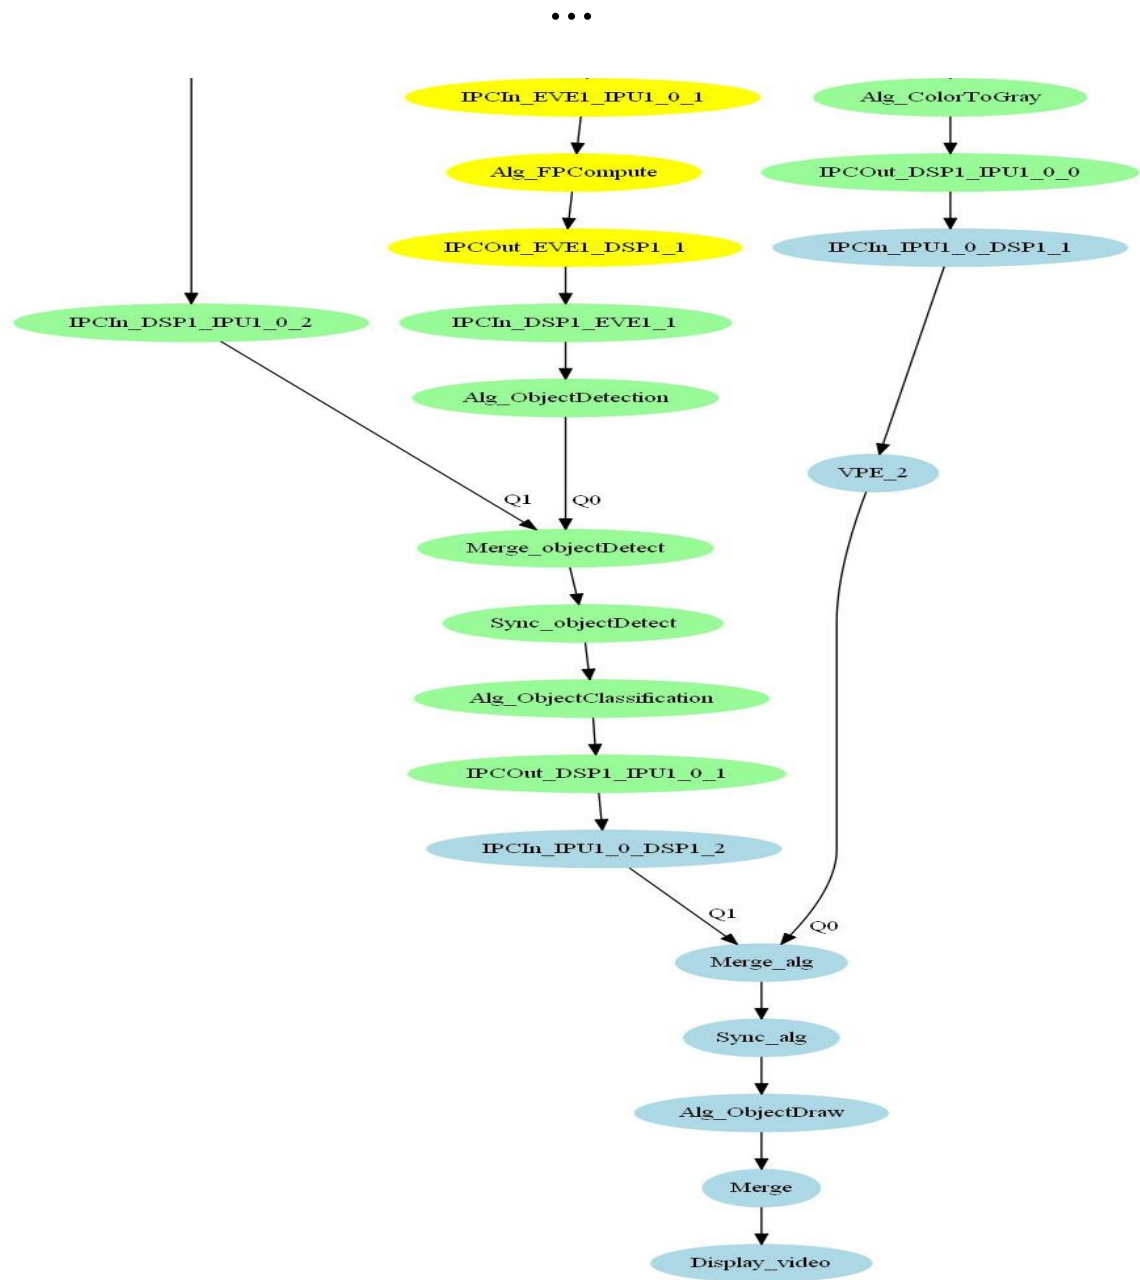 ...
IPCIn_EVE1_IPU1_0_1
Alg_ColorToGray
Alg_FPCompute
IPCOut_DSP1_IPU1_0_0
IPCOut_EVE1_DSP1_1
IPCIn_IPU1_0_DSP1_1
IPCIn_DSP1_IPU1_0_2
IPCIn_DSP1_EVE1_1
Alg_ObjectDetection
VPE_2
Q1
Q0
Merge_objectDetect
Sync_objectDetect
Alg_ObjectClassification
IPCOut_DSP1_IPU1_0_1
IPCIn_IPU1_0_DSP1_2
Q1
Q0
Merge_alg
Sync_alg
Alg_ObjectDraw
Merge
Display_video